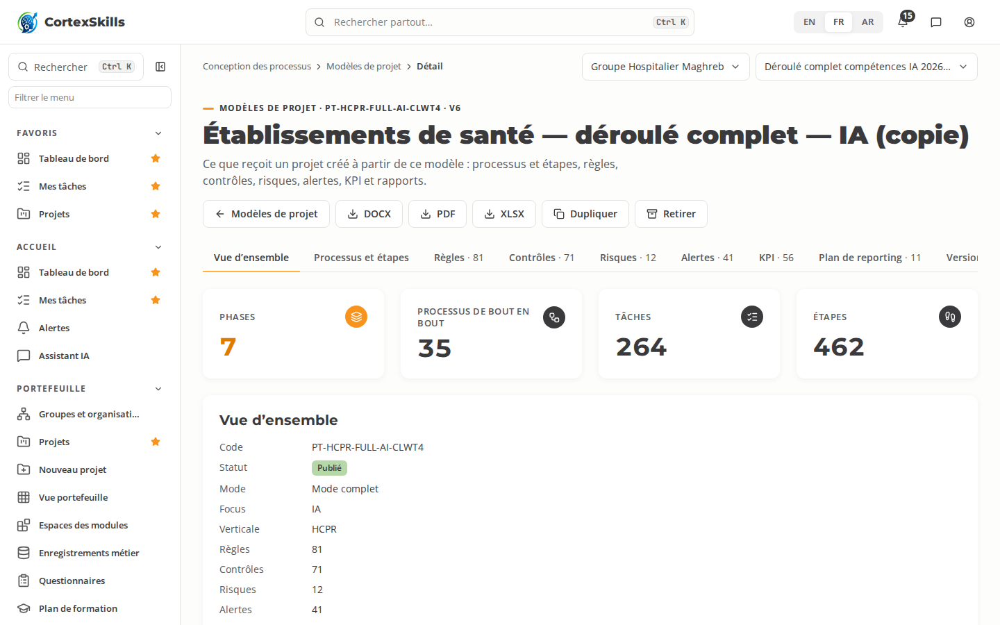 CortexSkills
Rechercher partout...
Ctrl K
EN FR AR
15
Rechercher Ctrl K
Filtrer le menu
FAVORIS
Tableau de bord
Mes tâches
Projets
ACCUEIL
Tableau de bord
Mes tâches
Alertes
Assistant IA
PORTEFEUILLE
Groupes et organisati...
Projets
Nouveau projet
Vue portefeuille
Espaces des modules
Enregistrements métier
Questionnaires
Plan de formation
Conception des processus > Modèles de projet > Détail
Groupe Hospitalier Maghreb
Déroulé complet compétences IA 2026...
MODÈLES DE PROJET · PT-HCPR-FULL-AI-CLWT4 · V6
Établissements de santé — déroulé complet — IA (copie)
Ce que reçoit un projet créé à partir de ce modèle : processus et étapes, règles,
contrôles, risques, alertes, KPI et rapports.
Modèles de projet
DOCX
PDF
XLSX
Dupliquer
Retirer
Vue d’ensemble
Processus et étapes
Règles · 81
Contrôles · 71
Risques · 12
Alertes · 41
KPI · 56
Plan de reporting · 11
Version
PHASES
7
PROCESSUS DE BOUT EN
BOUT
35
TÂCHES
264
ÉTAPES
462
Vue d’ensemble
Code PT-HCPR-FULL-AI-CLWT4
Statut Publié
Mode Mode complet
Focus IA
Verticale HCPR
Règles 81
Contrôles 71
Risques 12
Alertes 41